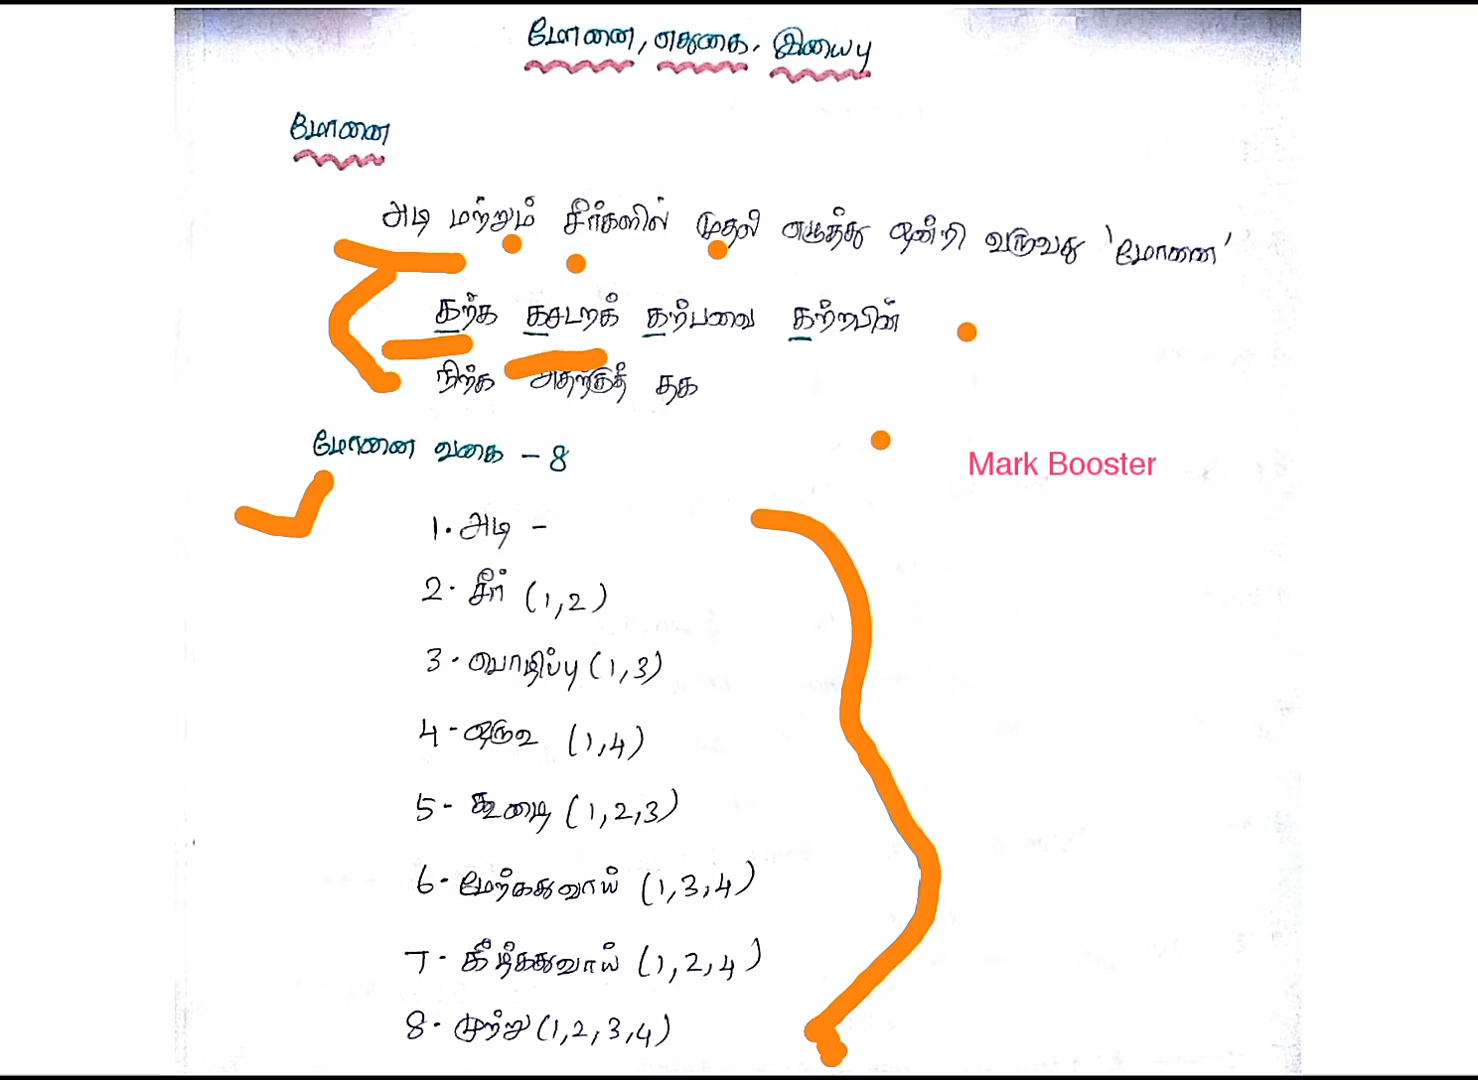 மோனை, எதுகை, இயைபு
மோனை
அடி மற்றும் சீர்களில் முதல் எழுத்து ஒன்றி வருவது 'மோனை'
கற்க கசடறக் கற்பவை கற்றபின்
நிற்க அதற்குத் தக
மோனை வகை - 8
Mark Booster
1. அடி -
2. சீர் (1,2)
3. பொழிப்பு (1,3)
4 - ஒருஉ (1,4)
5 - கூழை (1,2,3)
6 - மேற்கதுவாய் (1,3,4)
7 - கீழ்க்கதுவாய் (1,2,4)
8 - முற்று (1,2,3,4)